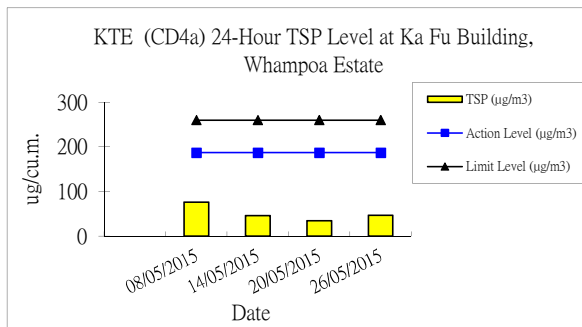 KTE (CD4a) 24-Hour TSP Level at Ka Fu Building,
Whampoa Estate
300
200
100
0
ug/cu.m.
08/05/2015
14/05/2015
20/05/2015
26/05/2015
Date
TSP (µg/m3)
Action Level (µg/m3)
Limit Level (µg/m3)